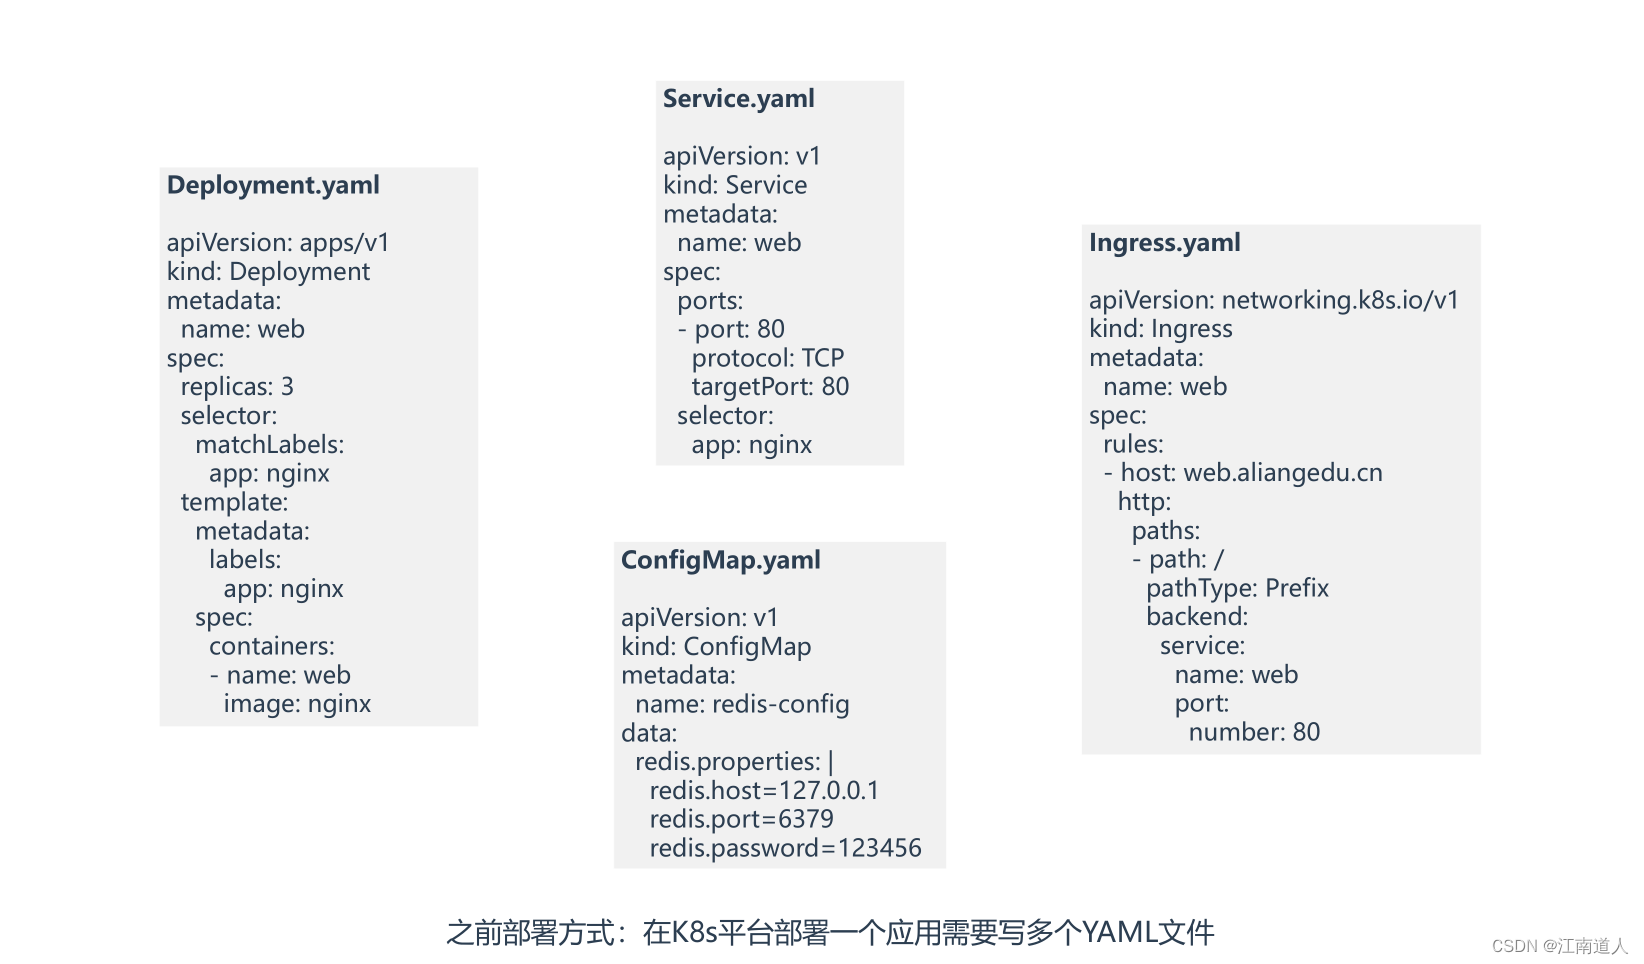 Deployment.yaml
apiVersion: apps/v1
kind: Deployment
metadata:
  name: web
spec:
  replicas: 3
  selector:
    matchLabels:
      app: nginx
  template:
    metadata:
      labels:
        app: nginx
    spec:
      containers:
      - name: web
        image: nginx
Service.yaml
apiVersion: v1
kind: Service
metadata:
  name: web
spec:
  ports:
  - port: 80
    protocol: TCP
    targetPort: 80
  selector:
    app: nginx
ConfigMap.yaml
apiVersion: v1
kind: ConfigMap
metadata:
  name: redis-config
data:
  redis.properties: |
    redis.host=127.0.0.1
    redis.port=6379
    redis.password=123456
Ingress.yaml
apiVersion: networking.k8s.io/v1
kind: Ingress
metadata:
  name: web
spec:
  rules:
  - host: web.aliangedu.cn
    http:
      paths:
      - path: /
        pathType: Prefix
        backend:
          service:
            name: web
            port:
              number: 80
之前部署方式：在K8s平台部署一个应用需要写多个YAML文件
CSDN @江南道人